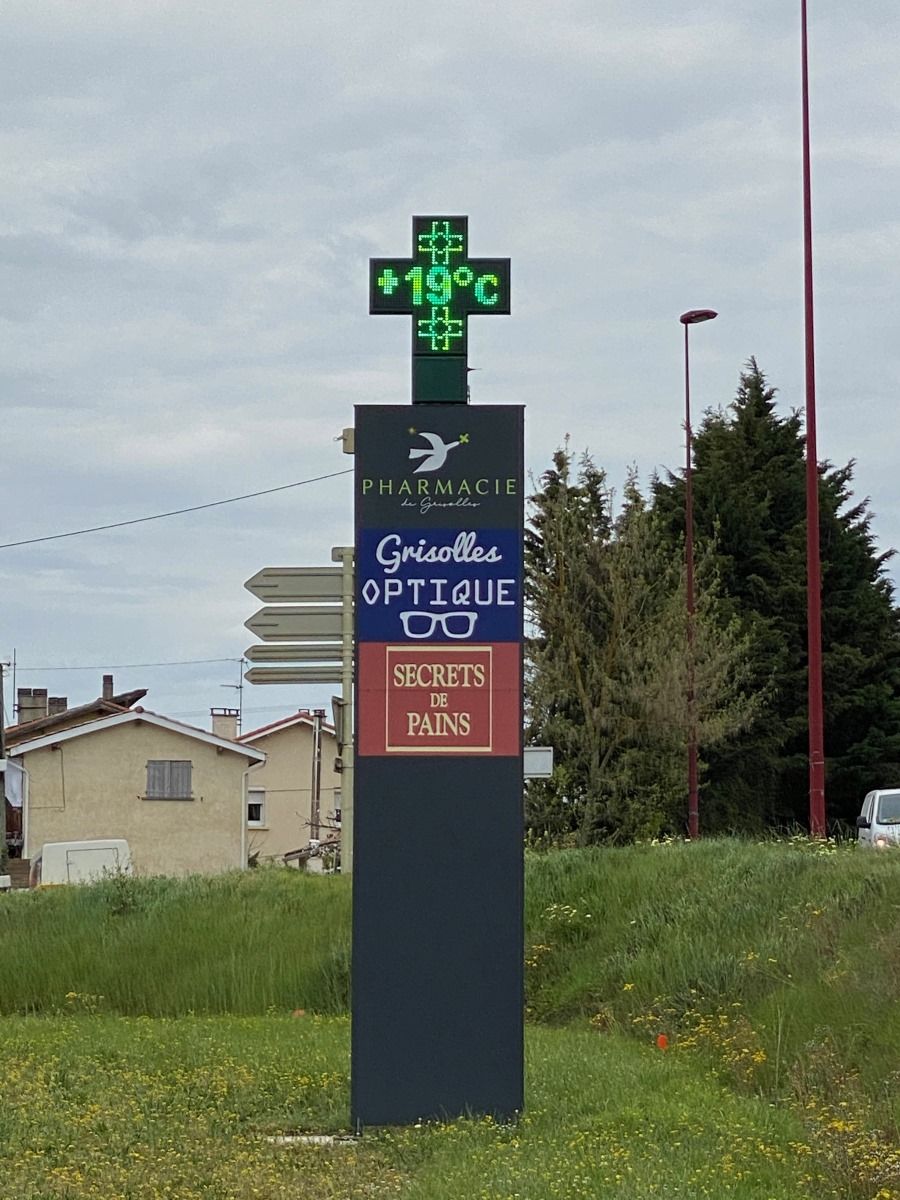 +19°C
PHARMACIE
de Grisolles
Grisolles
OPTIQUE
SECRETS
DE
PAINS